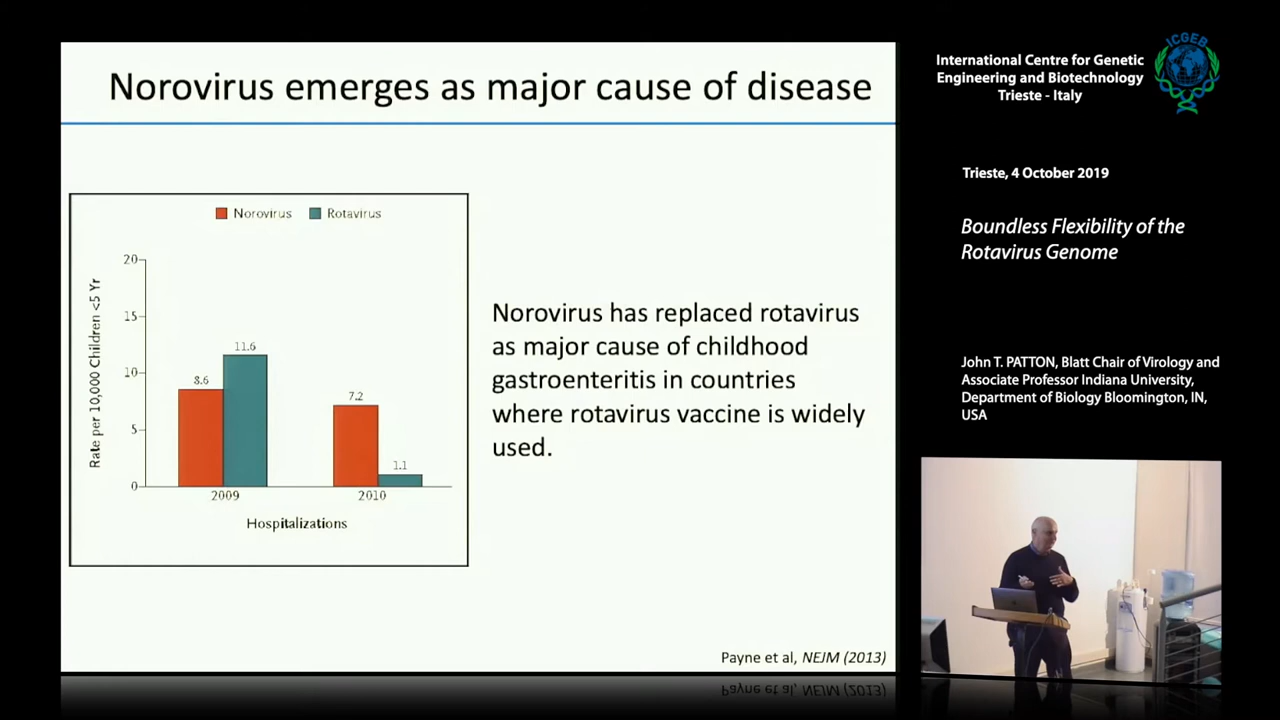 Norovirus emerges as major cause of disease
Norovirus
Rotavirus
Rate per 10,000 Children <5 Yr
20
15
10
5
0
8.6
11.6
7.2
1.1
2009
2010
Hospitalizations
Norovirus has replaced rotavirus
as major cause of childhood
gastroenteritis in countries
where rotavirus vaccine is widely
used.
Payne et al, NEJM (2013)
International Centre for Genetic
Engineering and Biotechnology
Trieste - Italy
ICGEB
Trieste, 4 October 2019
Boundless Flexibility of the
Rotavirus Genome
John T. PATTON, Blatt Chair of Virology and
Associate Professor Indiana University,
Department of Biology Bloomington, IN,
USA